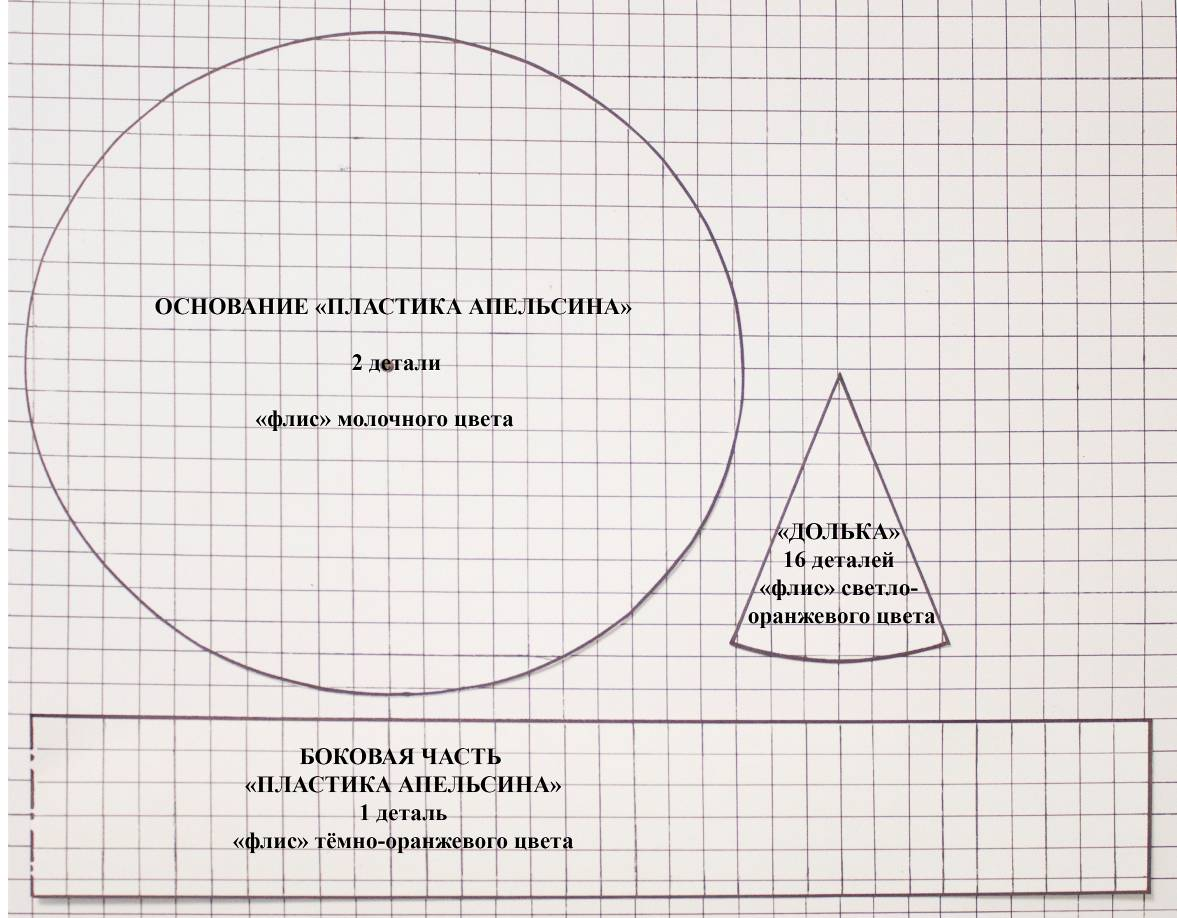 ОСНОВАНИЕ «ПЛАСТИКА АПЕЛЬСИНА»
2 детали
«флис» молочного цвета
«ДОЛЬКА»
16 деталей
«флис» светло-
оранжевого цвета
БОКОВАЯ ЧАСТЬ
«ПЛАСТИКА АПЕЛЬСИНА»
1 деталь
«флис» тёмно-оранжевого цвета